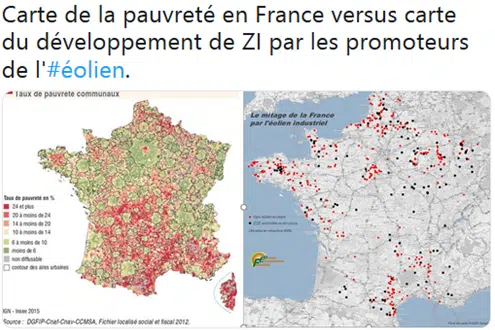 Carte de la pauvreté en France versus carte
du développement de ZI par les promoteurs
de l'#éolien.
Taux de pauvreté communaux
Taux de pauvreté en %
24 et plus
20 à moins de 24
14 à moins de 20
10 à moins de 14
6 à moins de 10
moins de 6
non diffusable
contour des aires urbaines
IGN - Insee 2015
Source : DGFIP-Cnaf-Cnav-CCMSA, Fichier localisé social et fiscal 2012.
Le mitage de la France
par l'éolien industriel